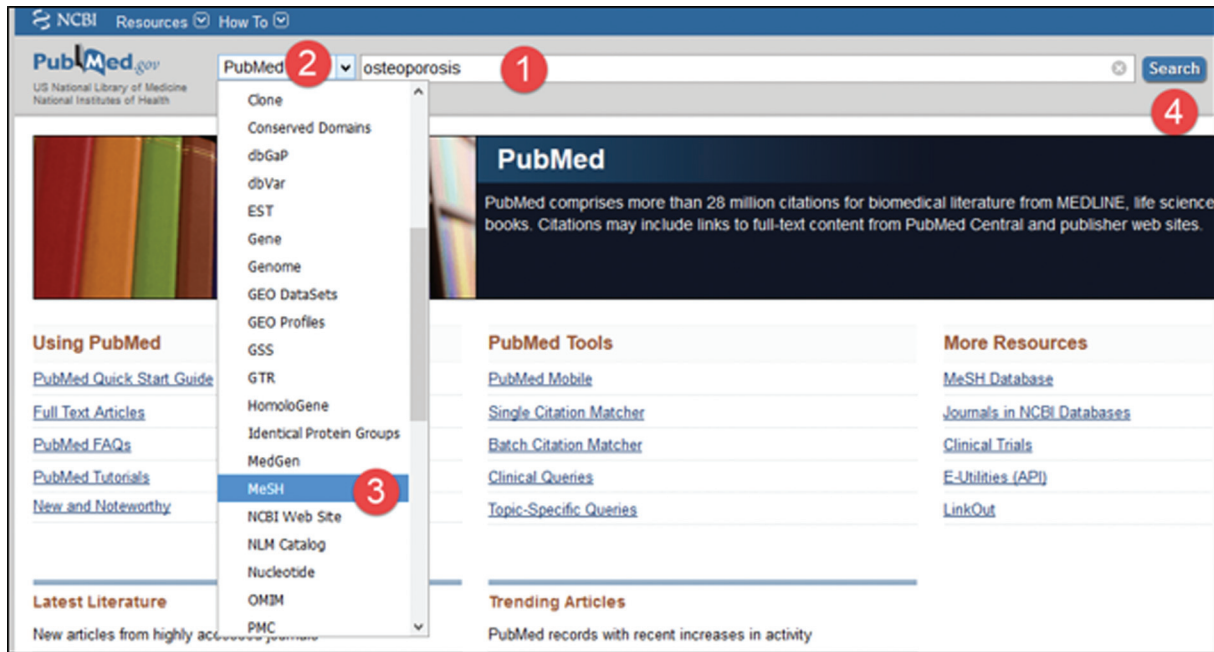 NCBI Resources How To
PubMed.gov
US National Library of Medicine
National Institutes of Health
PubMed 2 osteoporosis 1 Search
4
Clone
Conserved Domains
dbGaP
dbVar
EST
Gene
Genome
GEO DataSets
GEO Profiles
GSS
GTR
HomoloGene
Identical Protein Groups
MedGen
MeSH 3
NCBI Web Site
NLM Catalog
Nucleotide
OMIM
PMC
PubMed
PubMed comprises more than 28 million citations for biomedical literature from MEDLINE, life science
books. Citations may include links to full-text content from PubMed Central and publisher web sites.
Using PubMed
PubMed Quick Start Guide
Full Text Articles
PubMed FAQs
PubMed Tutorials
New and Noteworthy
PubMed Tools
PubMed Mobile
Single Citation Matcher
Batch Citation Matcher
Clinical Queries
Topic-Specific Queries
More Resources
MeSH Database
Journals in NCBI Databases
Clinical Trials
E-Utilities (API)
LinkOut
Latest Literature
New articles from highly
Trending Articles
PubMed records with recent increases in activity